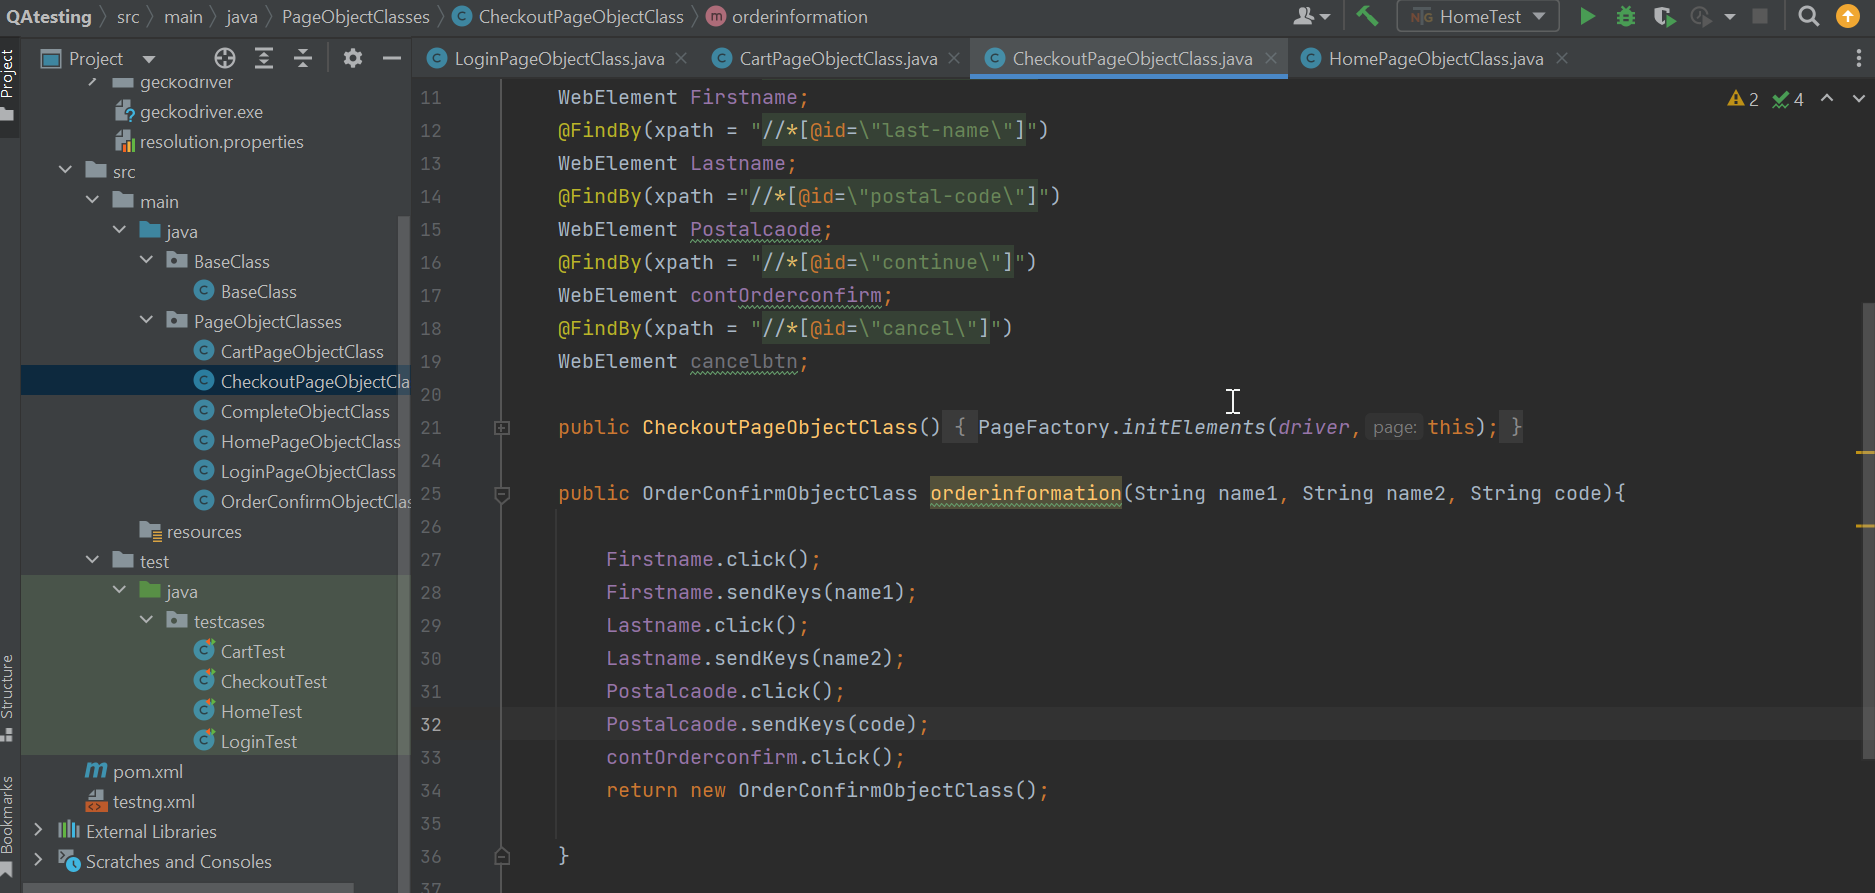 QAtesting src main java PageObjectClasses CheckoutPageObjectClass m orderinformation NG HomeTest
Project
LoginPageObjectClass.java CartPageObjectClass.java CheckoutPageObjectClass.java HomePageObjectClass.java
Project
geckodriver
geckodriver.exe
resolution.properties
src
main
java
BaseClass
BaseClass
PageObjectClasses
CartPageObjectClass
CheckoutPageObjectCla
CompleteObjectClass
HomePageObjectClass
LoginPageObjectClass
OrderConfirmObjectClas
resources
test
java
testcases
CartTest
CheckoutTest
HomeTest
LoginTest
pom.xml
testng.xml
External Libraries
Scratches and Consoles
Structure
Bookmarks
2 4
11 WebElement Firstname;
12 @FindBy(xpath = "//*[@id=\"last-name\"]")
13 WebElement Lastname;
14 @FindBy(xpath ="//*[@id=\"postal-code\"]")
15 WebElement Postalcaode;
16 @FindBy(xpath = "//*[@id=\"continue\"]")
17 WebElement contOrderconfirm;
18 @FindBy(xpath = "//*[@id=\"cancel\"]")
19 WebElement cancelbtn;
20
21 public CheckoutPageObjectClass() { PageFactory.initElements(driver, page: this); }
24
25 public OrderConfirmObjectClass orderinformation(String name1, String name2, String code){
26
27 Firstname.click();
28 Firstname.sendKeys(name1);
29 Lastname.click();
30 Lastname.sendKeys(name2);
31 Postalcaode.click();
32 Postalcaode.sendKeys(code);
33 contOrderconfirm.click();
34 return new OrderConfirmObjectClass();
35
36 }
37